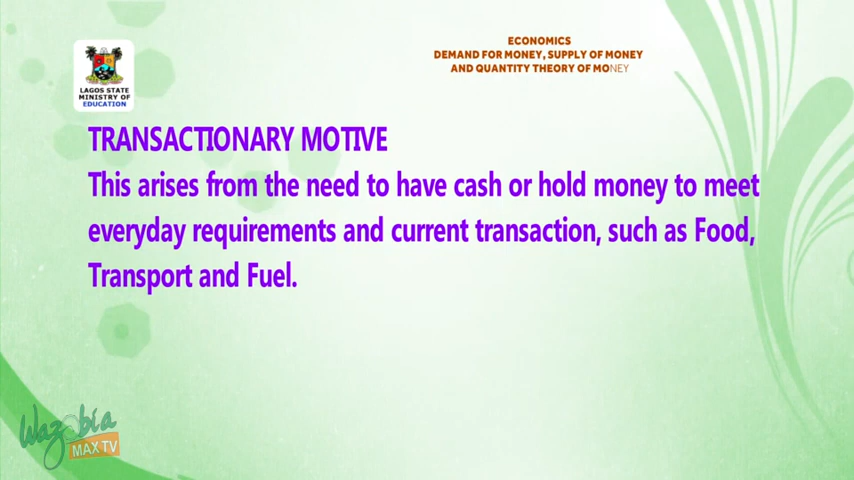 ECONOMICS
DEMAND FOR MONEY, SUPPLY OF MONEY
AND QUANTITY THEORY OF MONEY
LAGOS STATE
MINISTRY OF
EDUCATION
TRANSACTIONARY MOTIVE
This arises from the need to have cash or hold money to meet
everyday requirements and current transaction, such as Food,
Transport and Fuel.
Wazobia
MAX TV